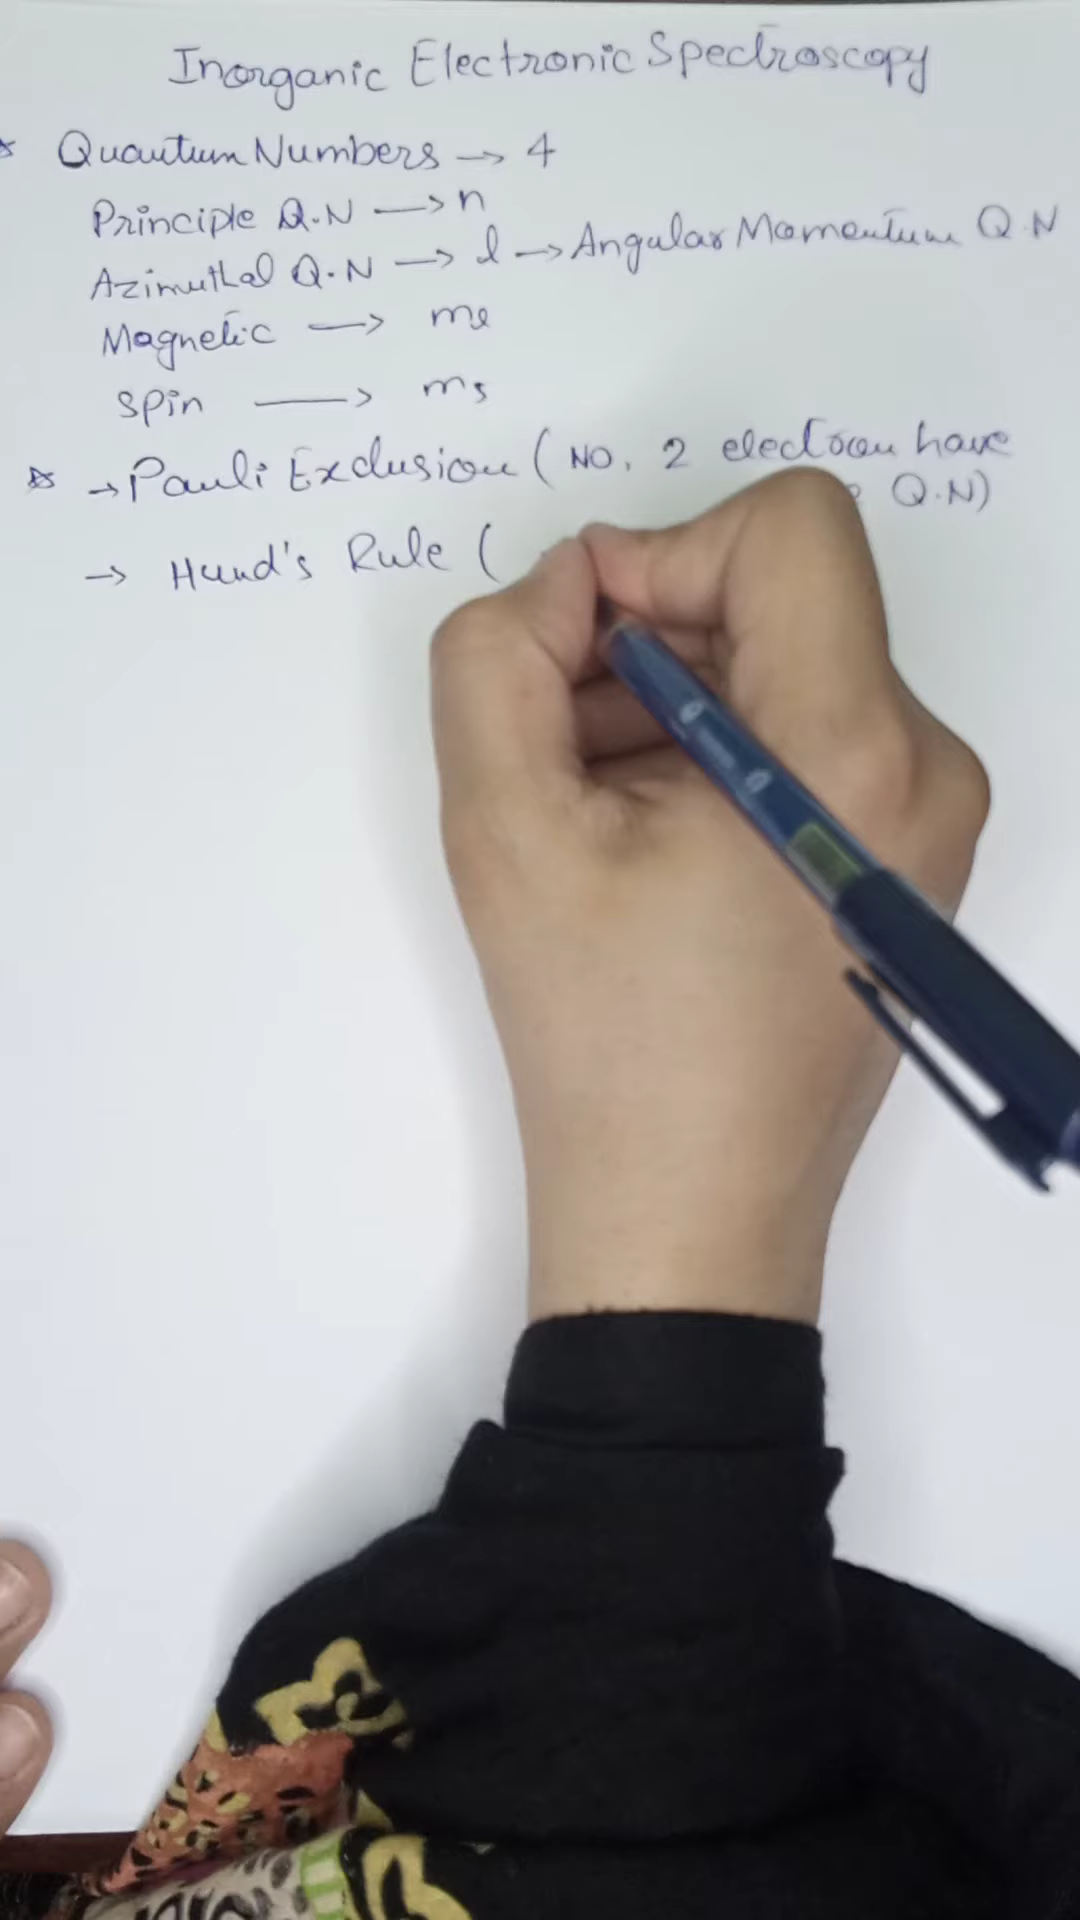 Inorganic Electronic Spectroscopy
Quantum Numbers → 4
Principle Q.N → n
Azimuthal Q.N → l → Angular Momentum Q.N
Magnetic → ml
Spin → ms
→ Pauli Exclusion (NO. 2 electron have
Q.N)
→ Hund's Rule (